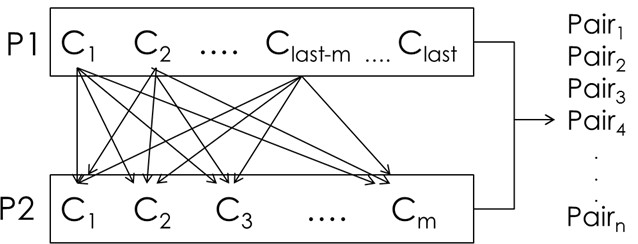 P1 C1 C2 .... Clast-m .... Clast
P2 C1 C2 C3 .... Cm
Pair1
Pair2
Pair3
Pair4
.
.
.
Pairn